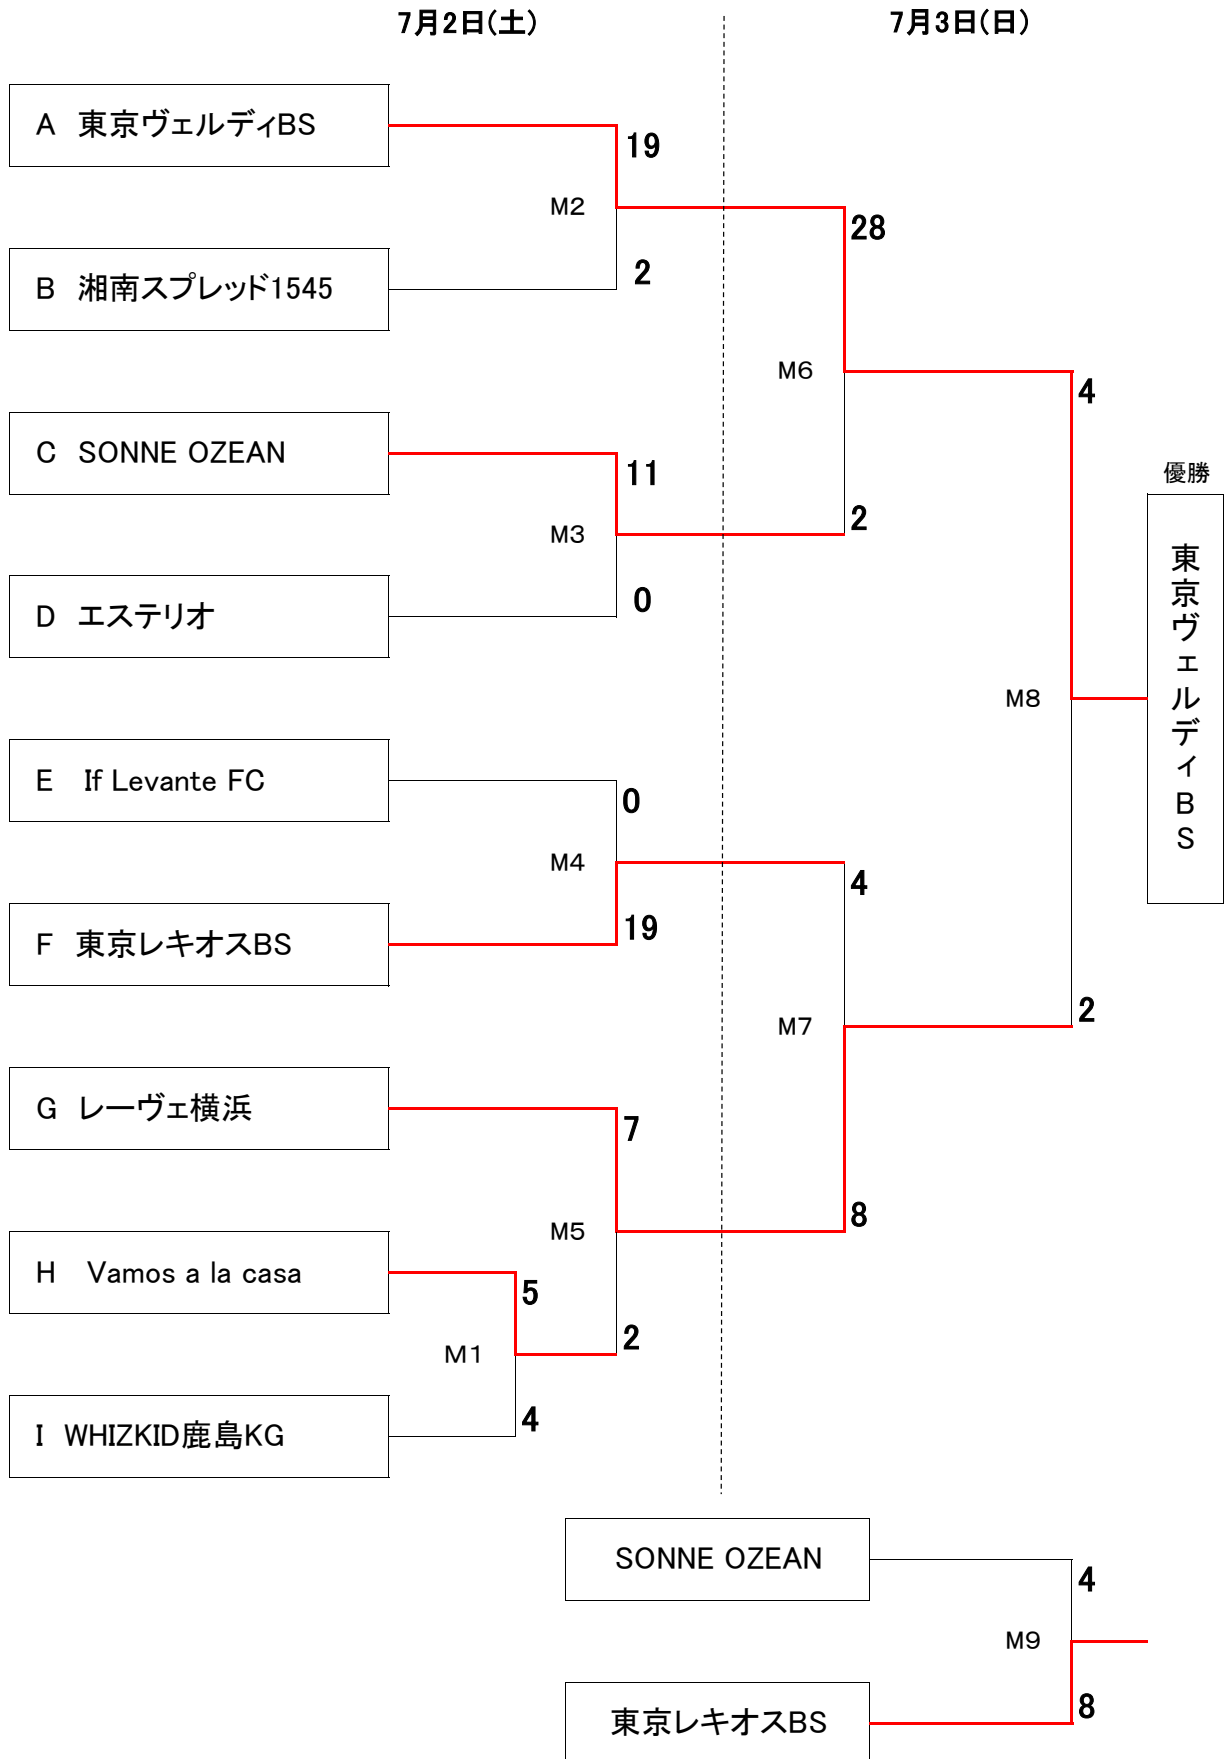 7月2日(土)
7月3日(日)
A 東京ヴェルディBS
19
M2
28
B 湘南スプレッド1545
2
M6
4
C SONNE OZEAN
11
優勝
M3
2
東京ヴェルディBS
D エステリオ
0
M8
E If Levante FC
0
M4
4
F 東京レキオスBS
19
2
M7
G レーヴェ横浜
7
8
M5
H Vamos a la casa
5
2
M1
I WHIZKID鹿島KG
4
SONNE OZEAN
4
M9
東京レキオスBS
8